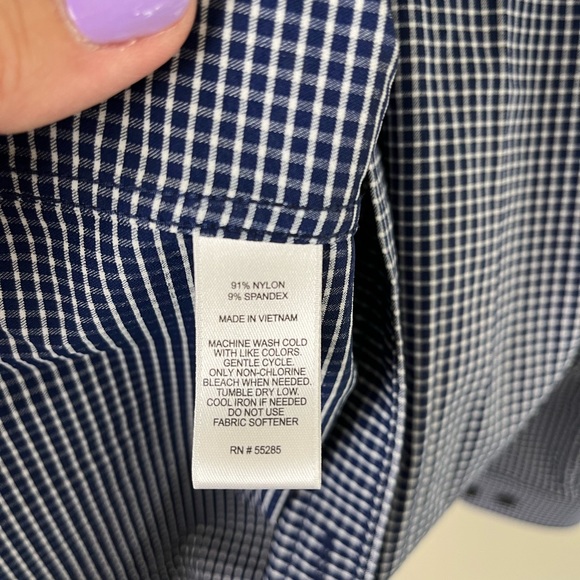 91% NYLON
9% SPANDEX
MADE IN VIETNAM
MACHINE WASH COLD
WITH LIKE COLORS.
GENTLE CYCLE.
ONLY NON-CHLORINE
BLEACH WHEN NEEDED.
TUMBLE DRY LOW.
COOL IRON IF NEEDED
DO NOT USE
FABRIC SOFTENER
RN # 55285